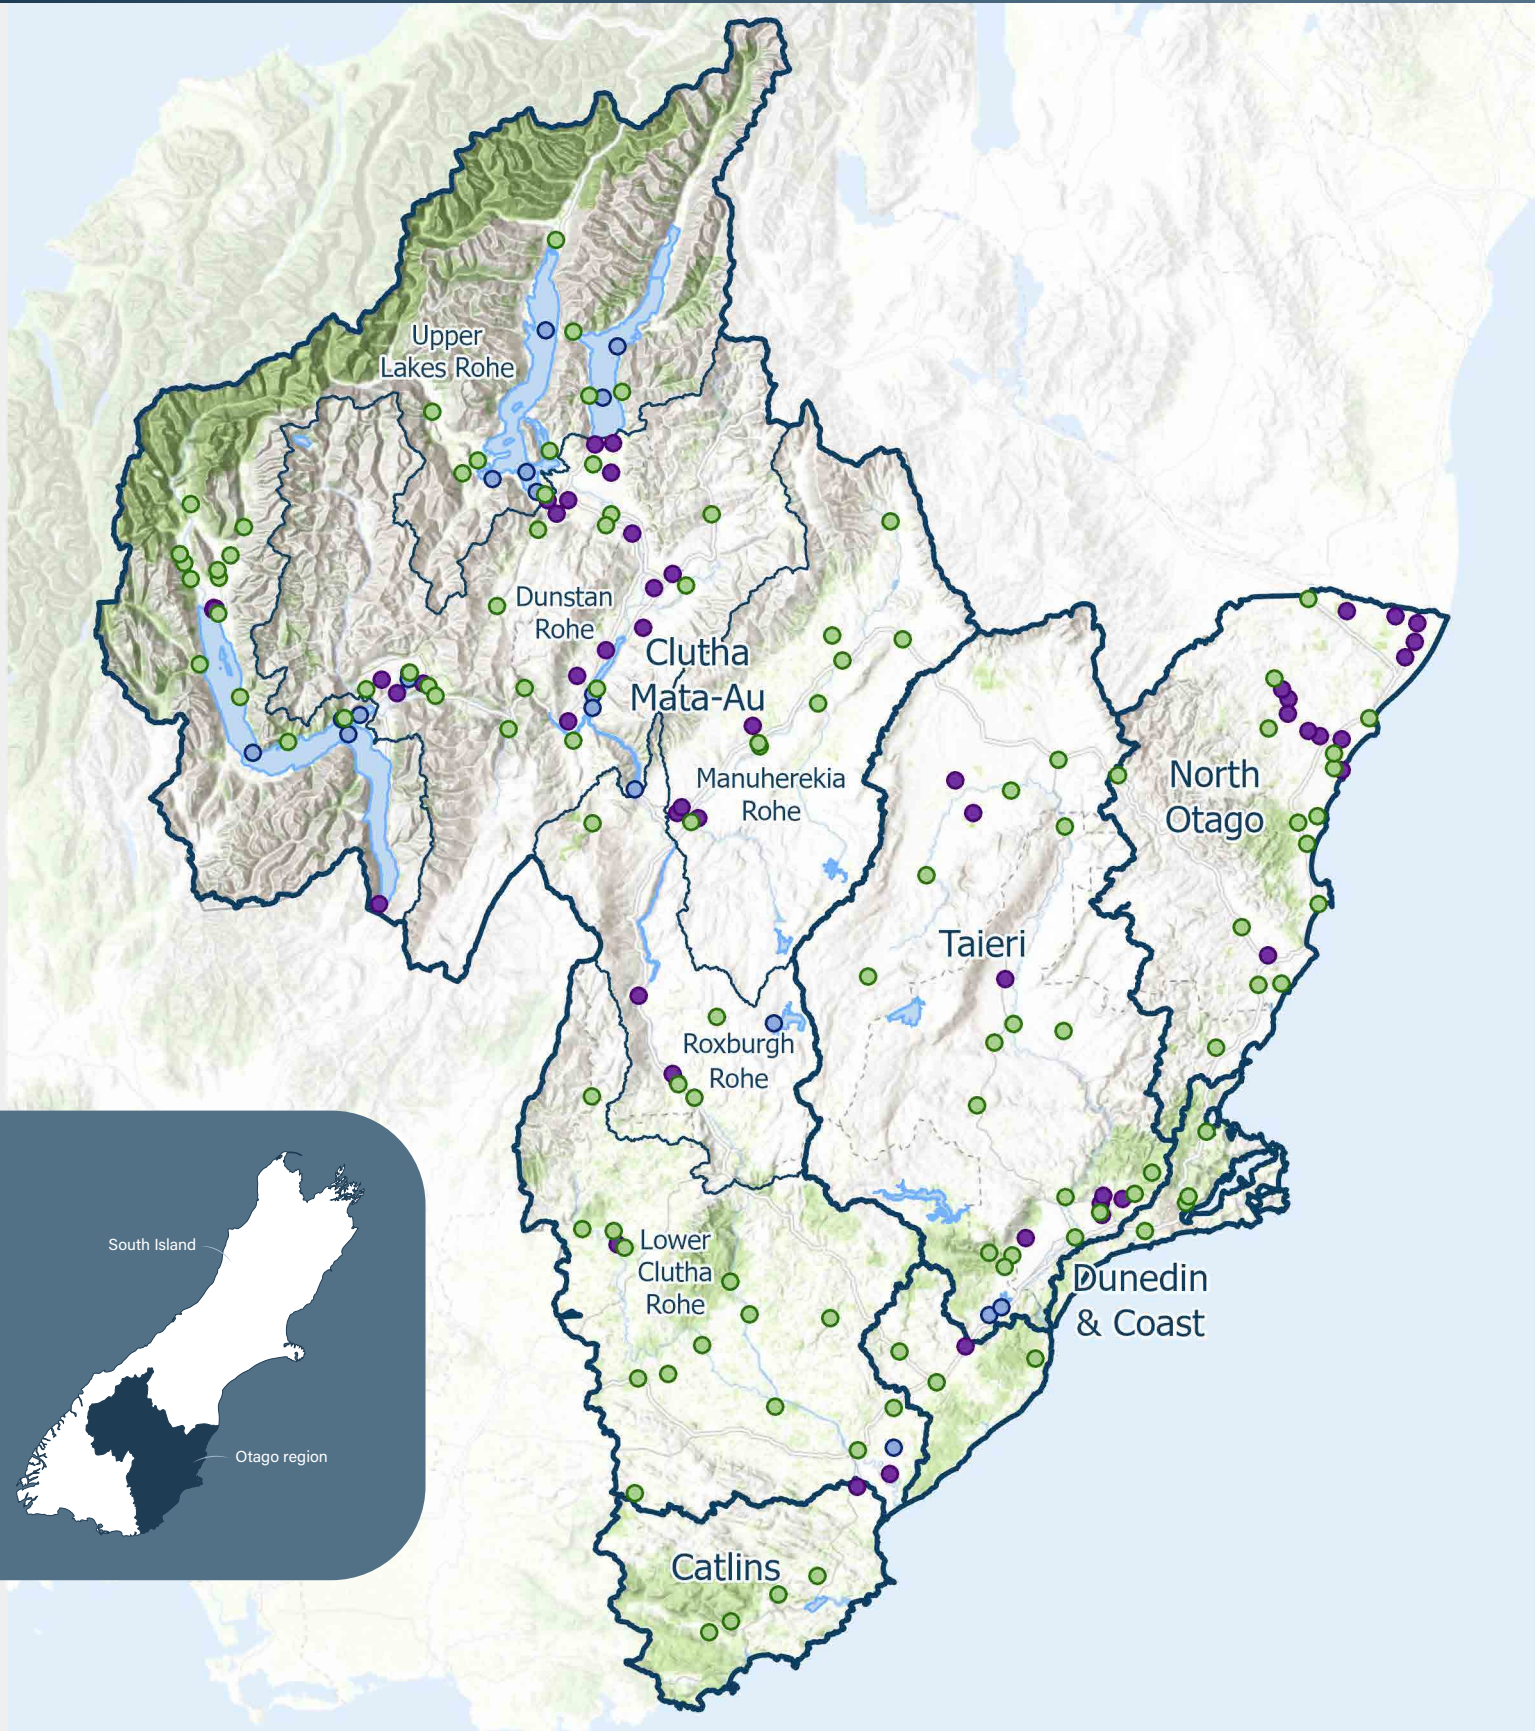 Upper
Lakes Rohe
Dunstan
Rohe
Clutha
Mata-Au
Manuherekia
Rohe
North
Otago
Taieri
Roxburgh
Rohe
Lower
Clutha
Rohe
Dunedin
& Coast
Catlins
South Island
Otago region